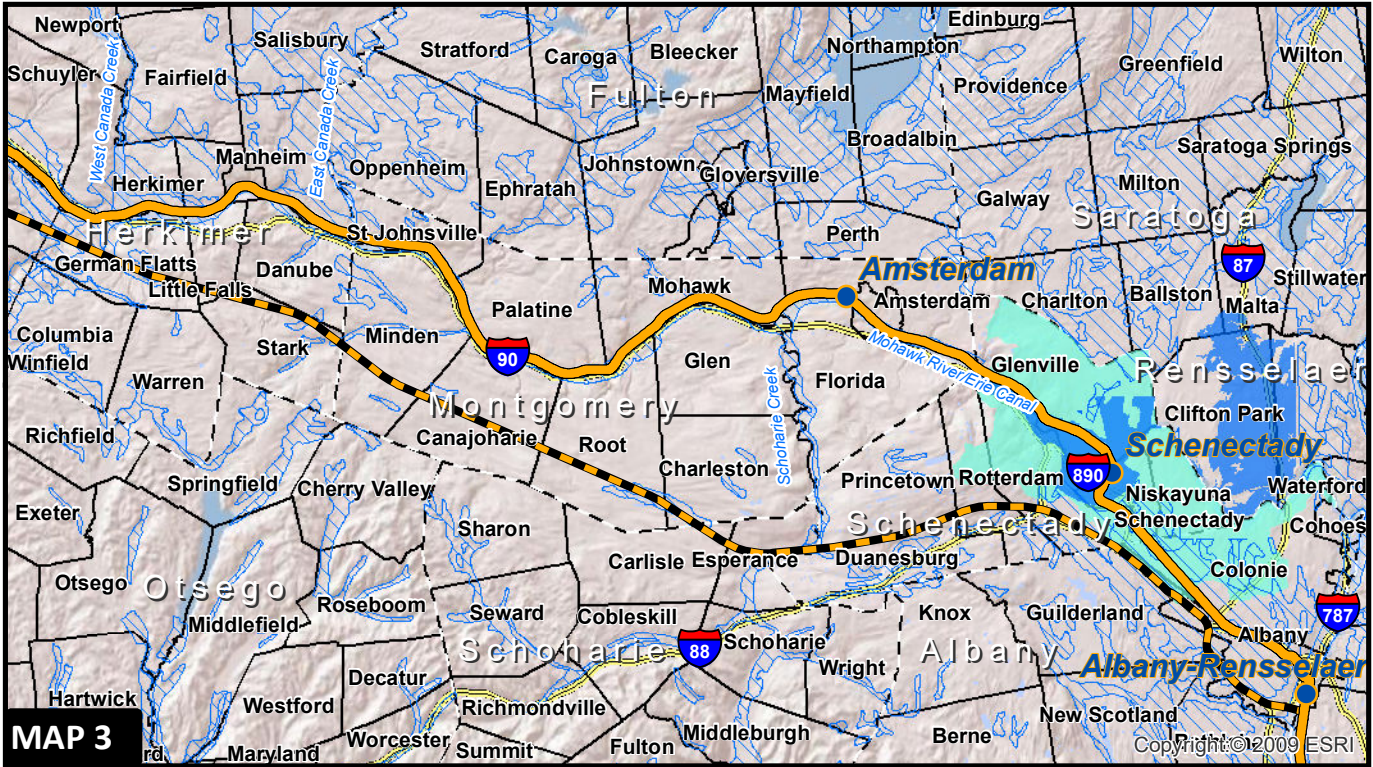 Newport
Salisbury
Stratford
Caroga
Bleecker
Northampton
Edinburg
Wilton
Schuyler
Fairfield
West Canada Creek
East Canada Creek
Fulton
Mayfield
Providence
Greenfield
Broadalbin
Saratoga Springs
Manheim
Oppenheim
Johnstown
Gloversville
Herkimer
Ephratah
Galway
Milton
Saratoga
Herkimer
St Johnsville
Perth
German Flatts
Danube
Amsterdam
87
Stillwater
Little Falls
Mohawk
Amsterdam
Charlton
Ballston
Malta
Palatine
Columbia
Minden
Mohawk River/Erie Canal
Winfield
Stark
90
Glen
Glenville
Rensselaer
Warren
Florida
Montgomery
Schoharie Creek
Clifton Park
Richfield
Canajoharie
Root
Schenectady
Charleston
890
Springfield
Cherry Valley
Princetown
Rotterdam
Niskayuna
Waterford
Exeter
Sharon
Schenectady
Schenectady
Cohoes
Carlisle
Esperance
Duanesburg
Colonie
Otsego
Otsego
Roseboom
Seward
Cobleskill
Knox
Guilderland
787
Middlefield
Schoharie
88
Schoharie
Albany
Albany
Decatur
Wright
Albany-Rensselaer
Hartwick
Westford
Richmondville
New Scotland
MAP 3
Maryland
Worcester
Summit
Fulton
Middleburgh
Berne
Copyright:© 2009 ESRI